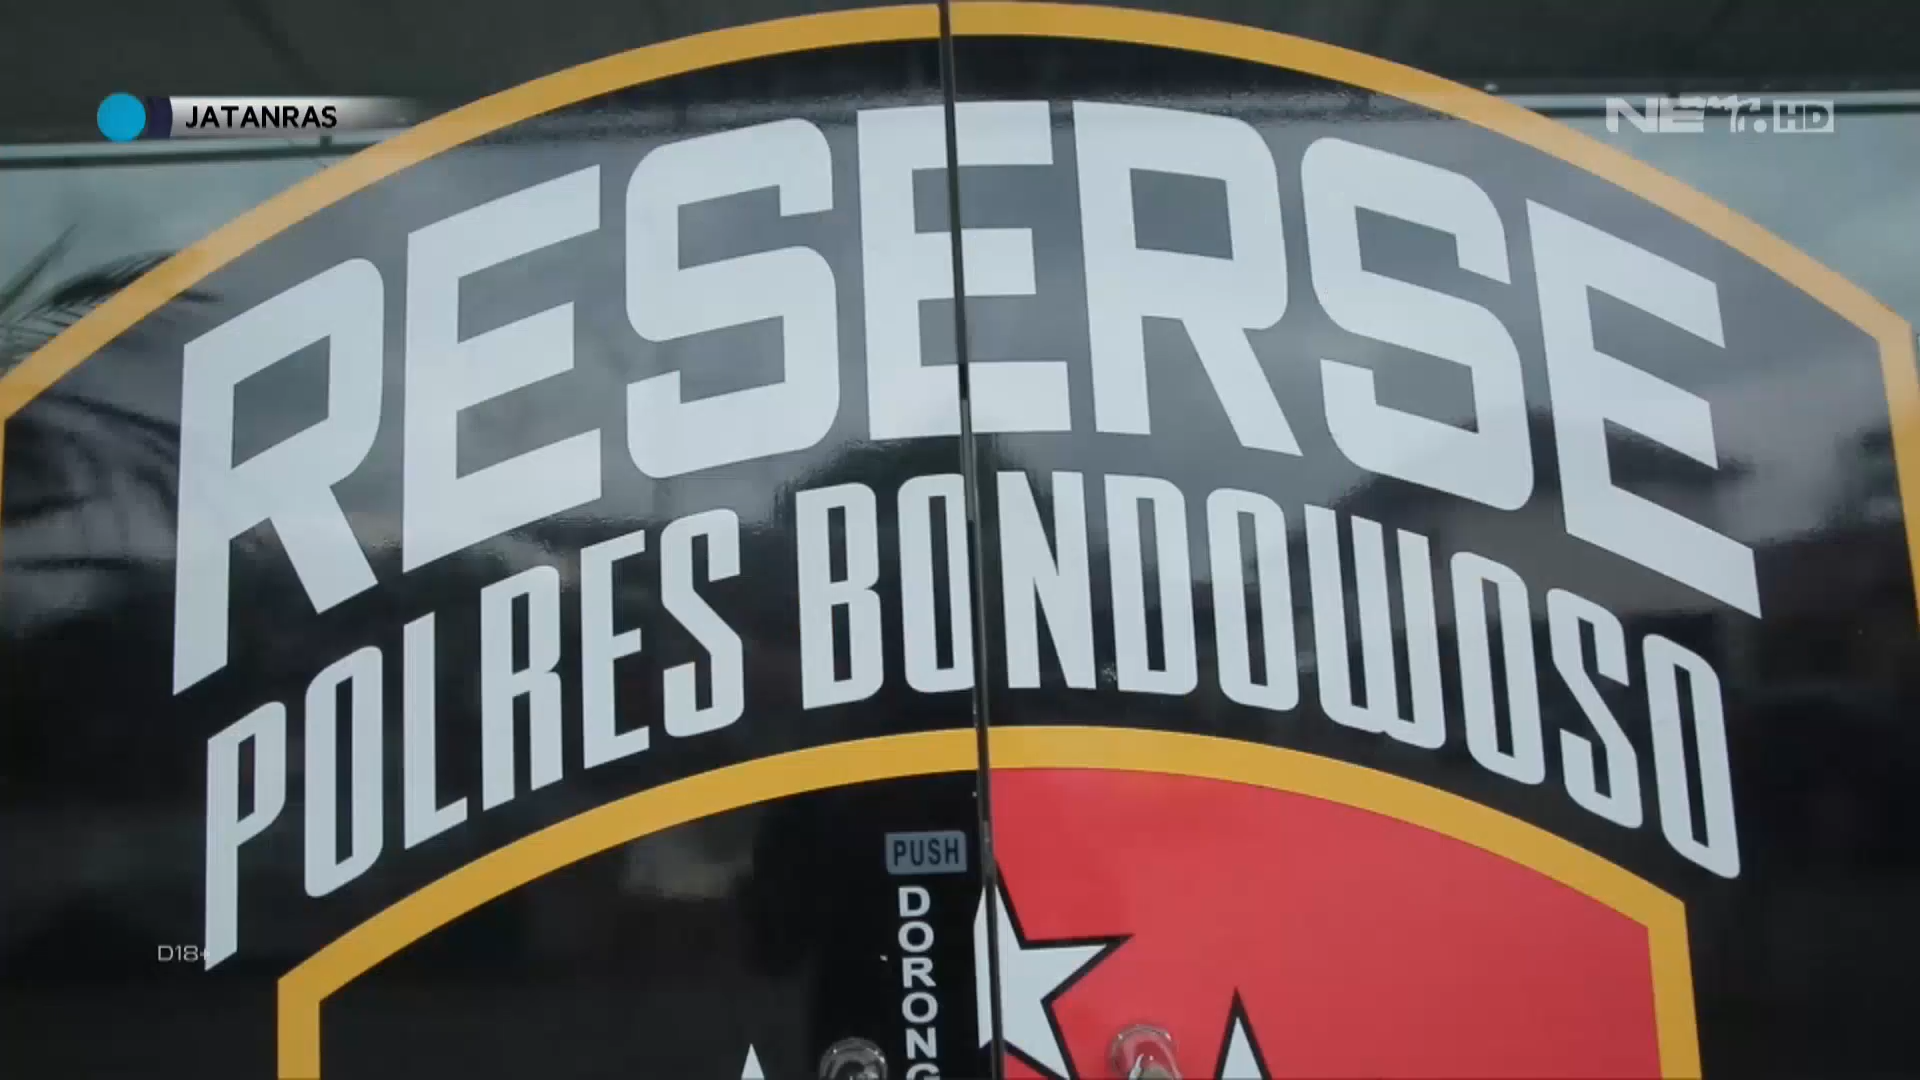 JATANRAS
NET. HD
RESERSE
POLRES BONDOWOSO
PUSH
DORONG
D18+